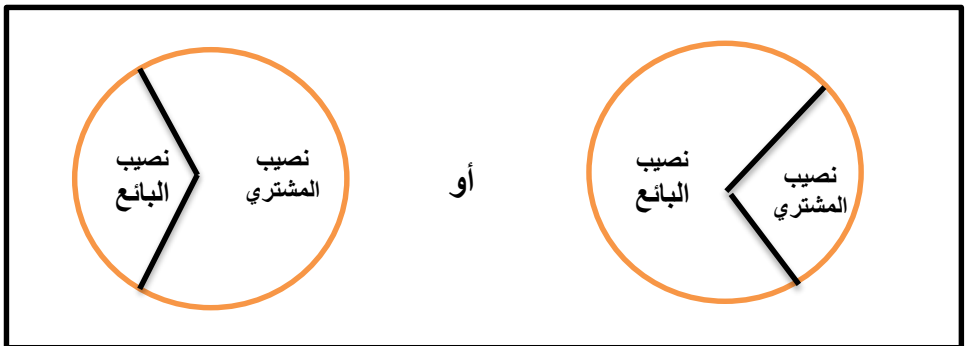 نصيب
المشتري
نصيب
البائع
أو
نصيب
المشتري
نصيب
البائع